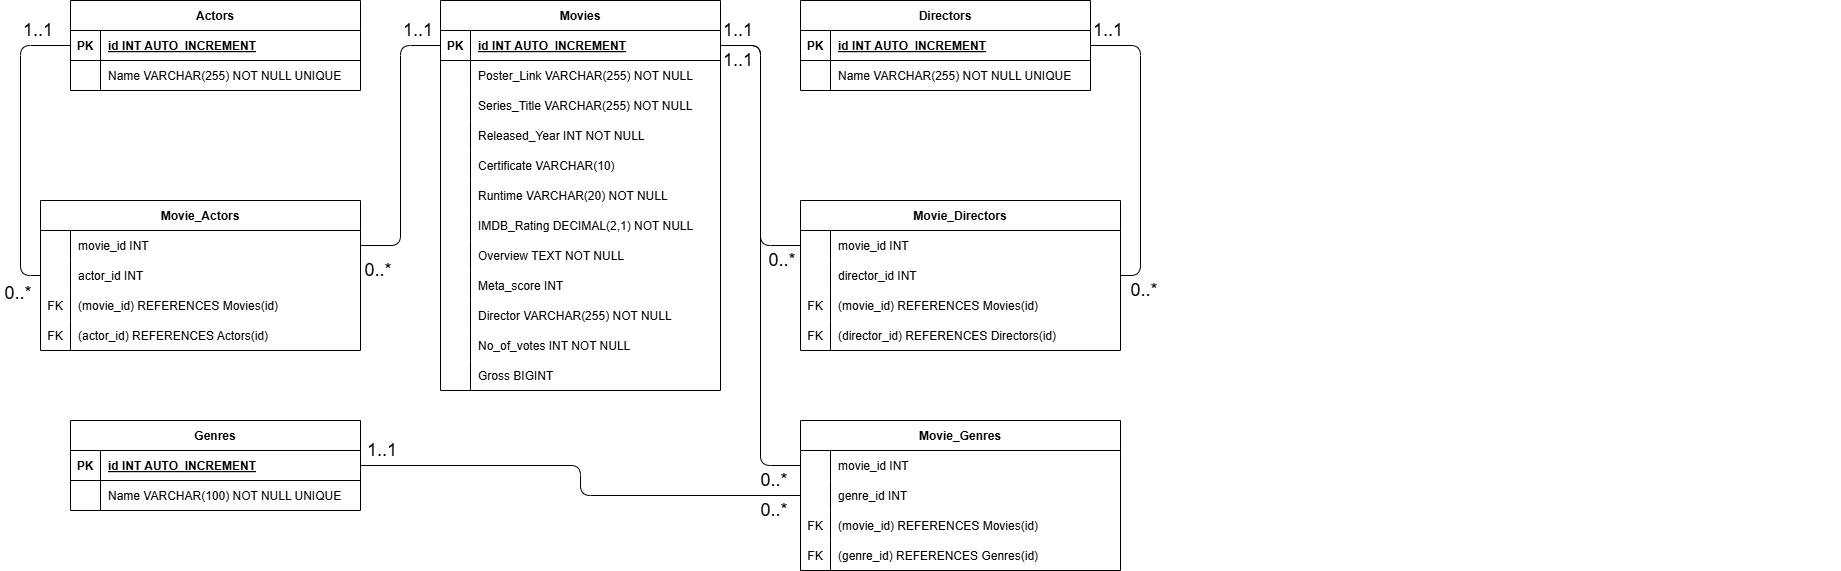 Actors
PK id INT AUTO_INCREMENT
Name VARCHAR(255) NOT NULL UNIQUE
1..1
0..*
Movies
PK id INT AUTO_INCREMENT
Poster_Link VARCHAR(255) NOT NULL
Series_Title VARCHAR(255) NOT NULL
Released_Year INT NOT NULL
Certificate VARCHAR(10)
Runtime VARCHAR(20) NOT NULL
IMDB_Rating DECIMAL(2,1) NOT NULL
Overview TEXT NOT NULL
Meta_score INT
Director VARCHAR(255) NOT NULL
No_of_votes INT NOT NULL
Gross BIGINT
1..1
1..1
1..1
Directors
PK id INT AUTO_INCREMENT
Name VARCHAR(255) NOT NULL UNIQUE
1..1
Movie_Actors
movie_id INT
actor_id INT
FK (movie_id) REFERENCES Movies(id)
FK (actor_id) REFERENCES Actors(id)
0..*
Movie_Directors
movie_id INT
director_id INT
FK (movie_id) REFERENCES Movies(id)
FK (director_id) REFERENCES Directors(id)
0..*
0..*
Genres
PK id INT AUTO_INCREMENT
Name VARCHAR(100) NOT NULL UNIQUE
1..1
Movie_Genres
movie_id INT
genre_id INT
FK (movie_id) REFERENCES Movies(id)
FK (genre_id) REFERENCES Genres(id)
0..*
0..*